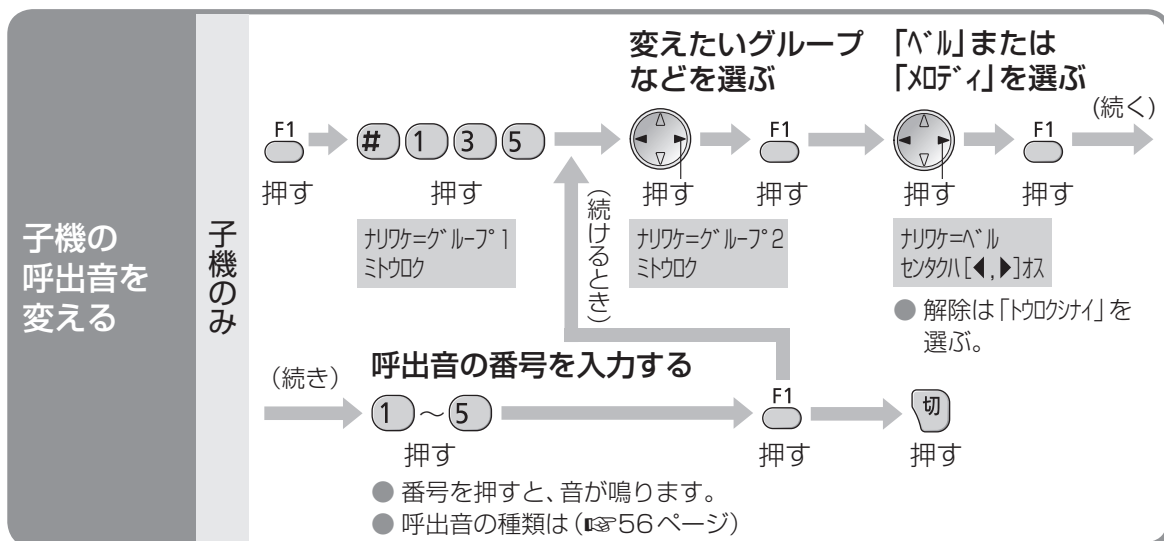 子機の
呼出音を
変える
子機のみ
変えたいグループ
などを選ぶ
「ﾍﾞﾙ」または
「ﾒﾛﾃﾞｨ」を選ぶ
F1
#135
F1
F1
(続く)
押す
押す
押す
押す
押す
押す
ﾅﾘﾜｹ=ｸﾞﾙｰﾌﾟ1
ﾐﾄｳﾛｸ
(続けるとき)
ﾅﾘﾜｹ=ｸﾞﾙｰﾌﾟ2
ﾐﾄｳﾛｸ
ﾅﾘﾜｹ=ﾍﾞﾙ
ｾﾝﾀｸﾊ[◀,▶]ｵｽ
● 解除は「ﾄｳﾛｸｼﾅｲ」を
選ぶ。
(続き)
呼出音の番号を入力する
1～5
F1
切
押す
押す
押す
● 番号を押すと、音が鳴ります。
● 呼出音の種類は(☞56ページ)